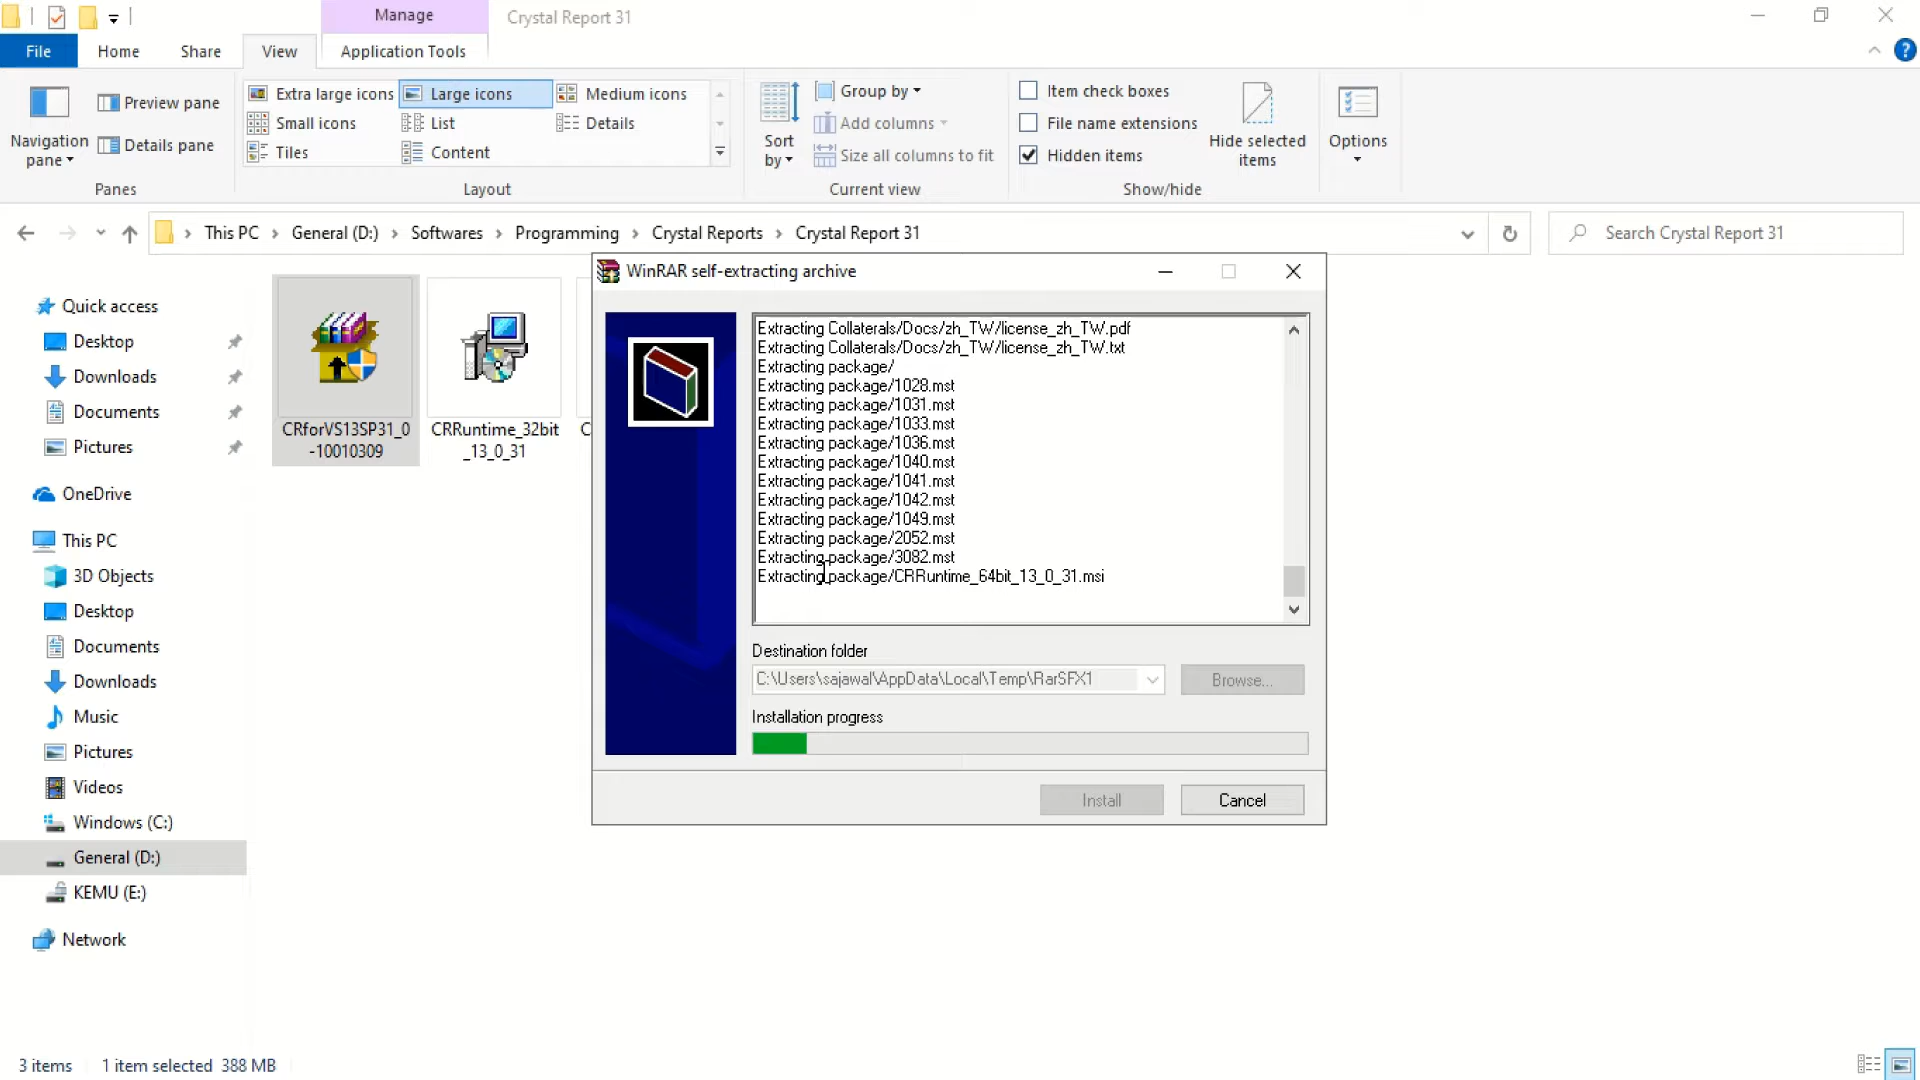 Manage
Crystal Report 31
File
Home
Share
View
Application Tools
Navigation
pane
Preview pane
Details pane
Panes
Extra large icons
Large icons
Medium icons
Small icons
List
Details
Tiles
Content
Layout
Sort
by
Group by
Add columns
Size all columns to fit
Current view
Item check boxes
File name extensions
Hidden items
Hide selected
items
Show/hide
Options
This PC > General (D:) > Softwares > Programming > Crystal Reports > Crystal Report 31
Search Crystal Report 31
Quick access
Desktop
Downloads
Documents
Pictures
OneDrive
This PC
3D Objects
Desktop
Documents
Downloads
Music
Pictures
Videos
Windows (C:)
General (D:)
KEMU (E:)
Network
CRforVS13SP31_0
-10010309
CRRuntime_32bit
_13_0_31
C
WinRAR self-extracting archive
Extracting Collaterals/Docs/zh_TW/license_zh_TW.pdf
Extracting Collaterals/Docs/zh_TW/license_zh_TW.txt
Extracting package/
Extracting package/1028.mst
Extracting package/1031.mst
Extracting package/1033.mst
Extracting package/1036.mst
Extracting package/1040.mst
Extracting package/1041.mst
Extracting package/1042.mst
Extracting package/1049.mst
Extracting package/2052.mst
Extracting package/3082.mst
Extracting package/CRRuntime_64bit_13_0_31.msi
Destination folder
C:\Users\sajawal\AppData\Local\Temp\RarSFX1
Browse...
Installation progress
Install
Cancel
3 items
1 item selected 388 MB